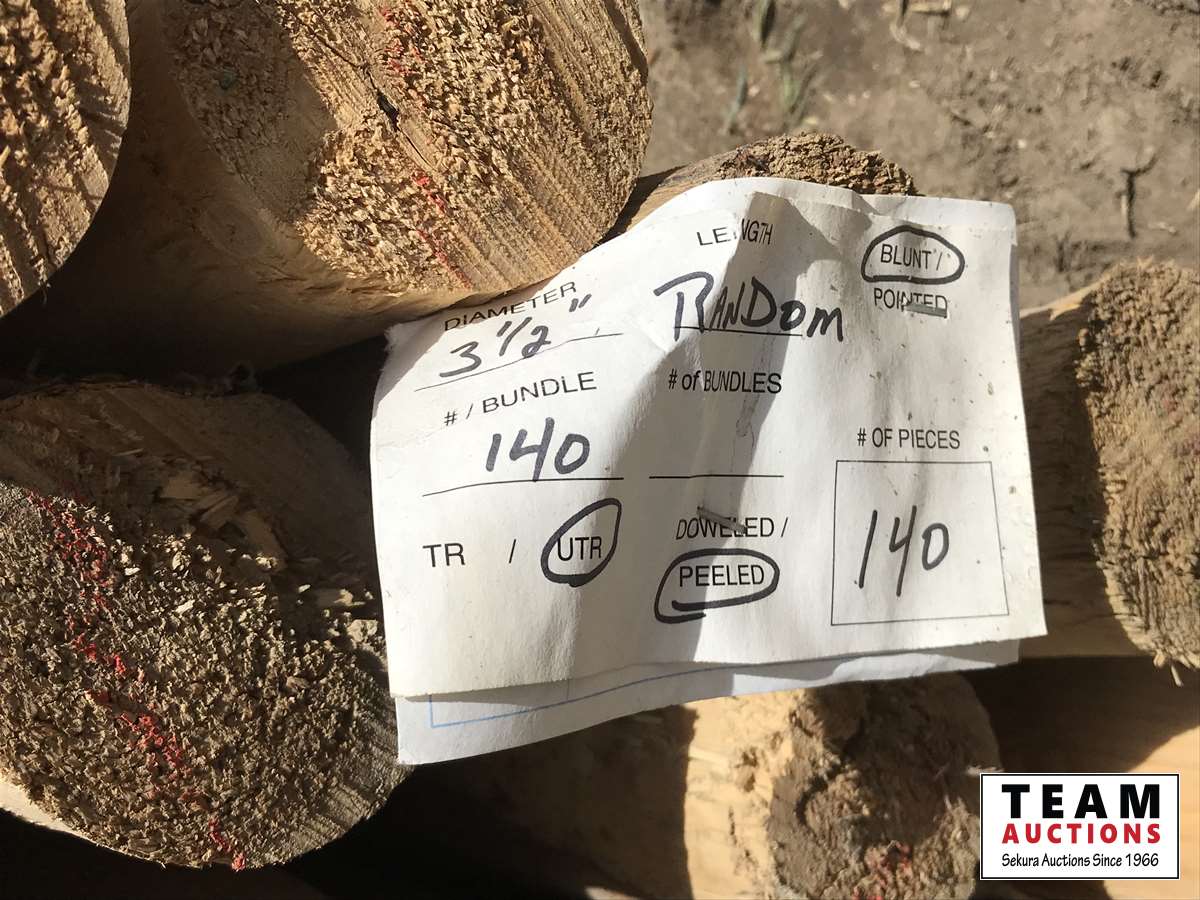 DIAMETER
3 1/2"
LENGTH
RANDOM
BLUNT /
POINTED
# / BUNDLE
140
# of BUNDLES
# OF PIECES
140
TR / UTR
DOWELED /
PEELED
TEAM
AUCTIONS
Sekura Auctions Since 1966